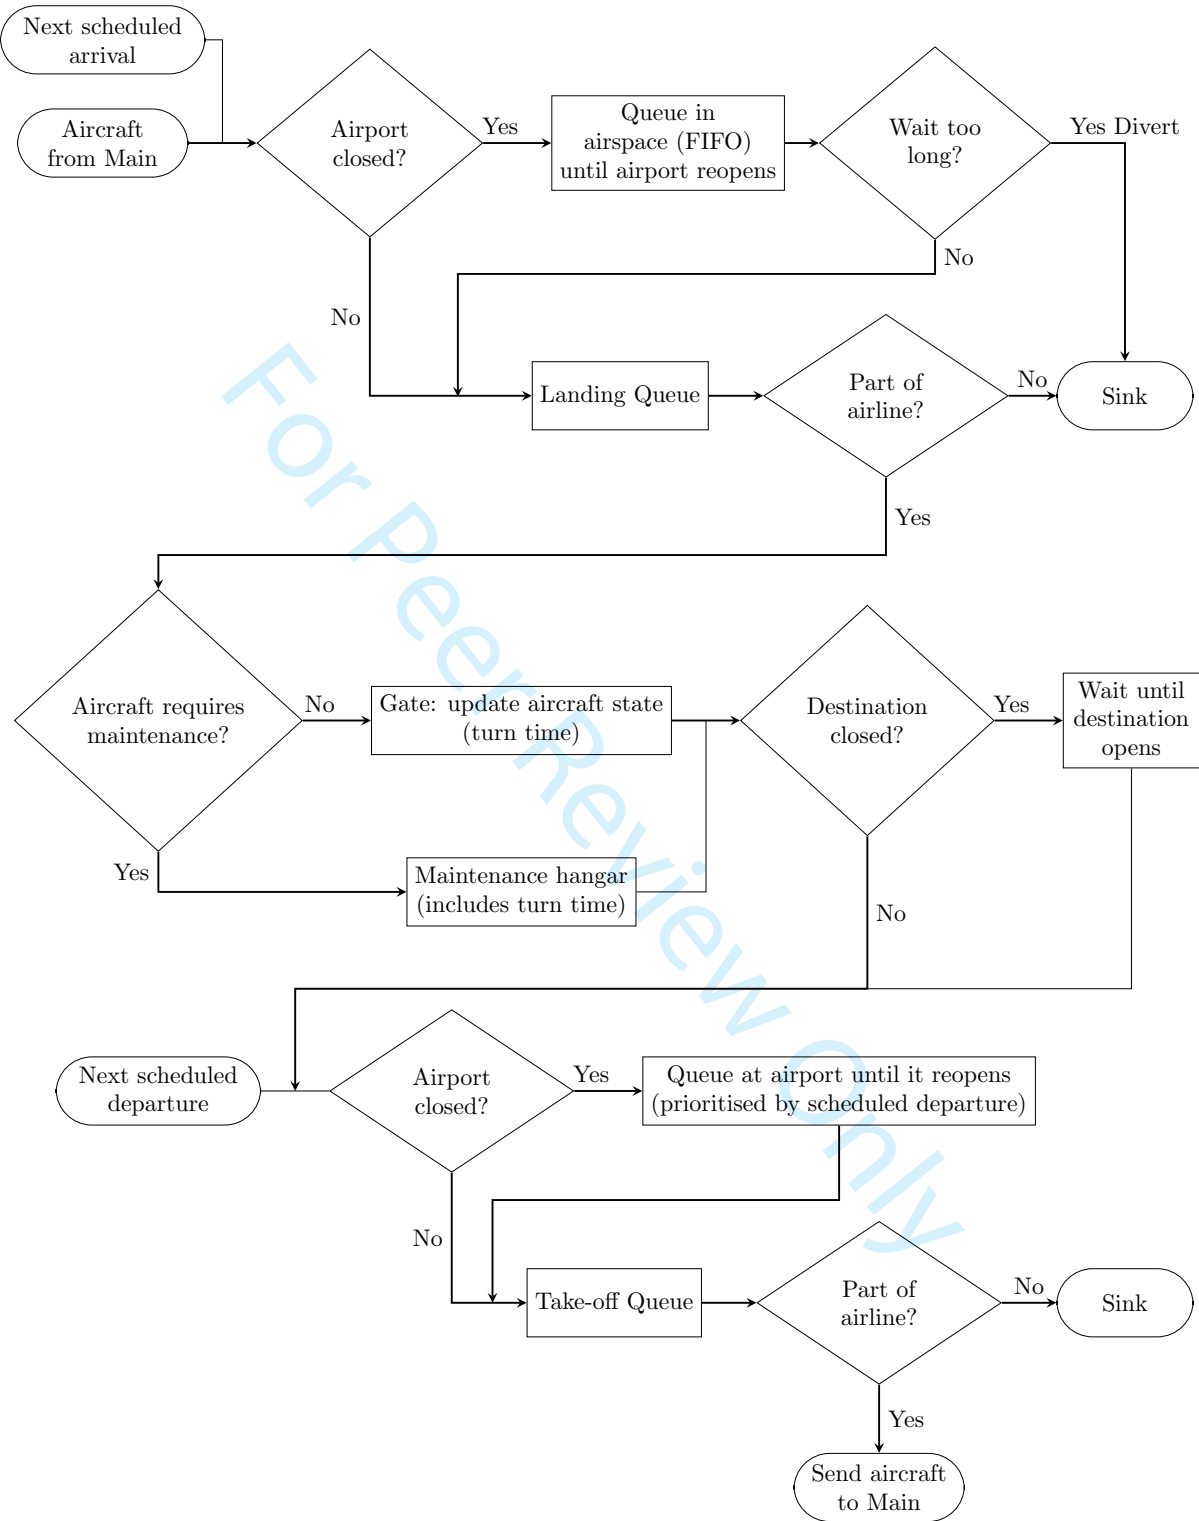 Next scheduled
arrival
Aircraft
from Main
Airport
closed?
Yes
Queue in
airspace (FIFO)
until airport reopens
Wait too
long?
Yes Divert
No
No
Landing Queue
Part of
airline?
No
Sink
Yes
Aircraft requires
maintenance?
No
Gate: update aircraft state
(turn time)
Destination
closed?
Yes
Wait until
destination
opens
Yes
Maintenance hangar
(includes turn time)
No
Next scheduled
departure
Airport
closed?
Yes
Queue at airport until it reopens
(prioritised by scheduled departure)
No
Take-off Queue
Part of
airline?
No
Sink
Yes
Send aircraft
to Main
For Peer Review Only